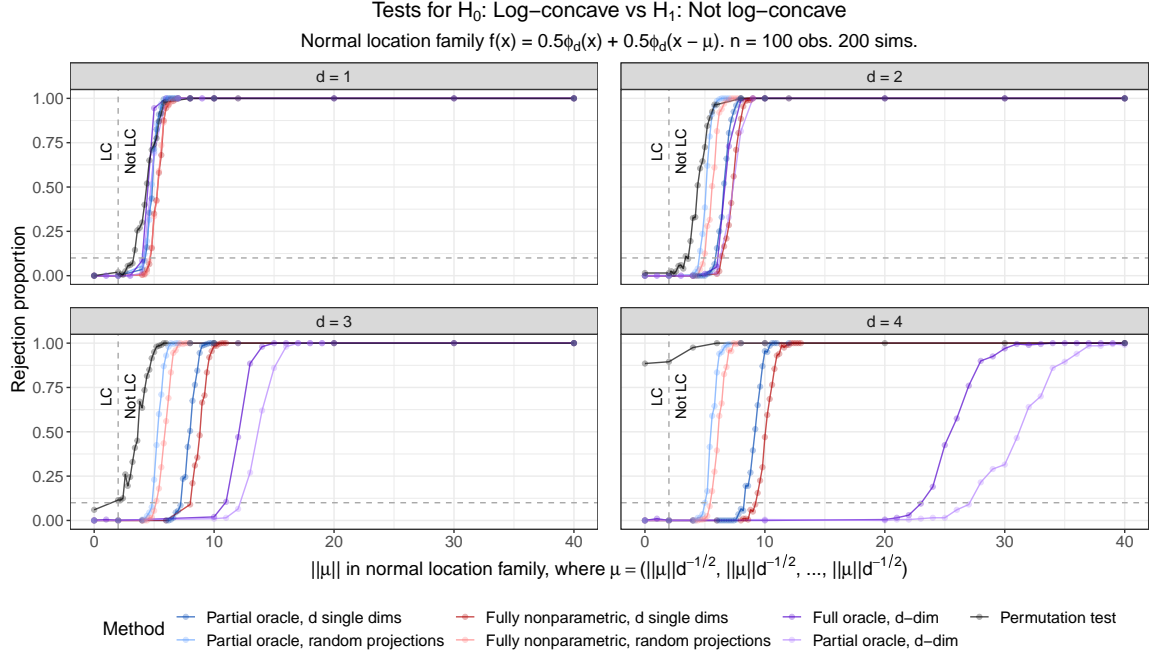 Tests for H₀: Log−concave vs H₁: Not log−concave
Normal location family f(x) = 0.5ϕ_d(x) + 0.5ϕ_d(x − μ). n = 100 obs. 200 sims.
d = 1
d = 2
1.00
0.75
0.50
0.25
0.00
LC
Not LC
LC
Not LC
d = 3
d = 4
1.00
0.75
0.50
0.25
0.00
LC
Not LC
LC
Not LC
0 10 20 30 40
0 10 20 30 40
Rejection proportion
||μ|| in normal location family, where μ = (||μ||d^{−1/2}, ||μ||d^{−1/2}, ..., ||μ||d^{−1/2})
Method
Partial oracle, d single dims
Partial oracle, random projections
Fully nonparametric, d single dims
Fully nonparametric, random projections
Full oracle, d−dim
Partial oracle, d−dim
Permutation test